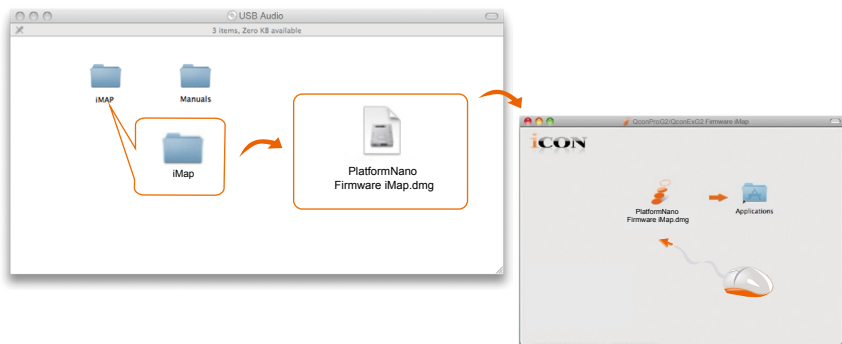 USB Audio
3 items, Zero KB available
iMAP
Manuals
iMap
PlatformNano
Firmware iMap.dmg
QconProG2/QconExG2 Firmware iMap
iCON
PlatformNano
Firmware iMap.dmg
Applications